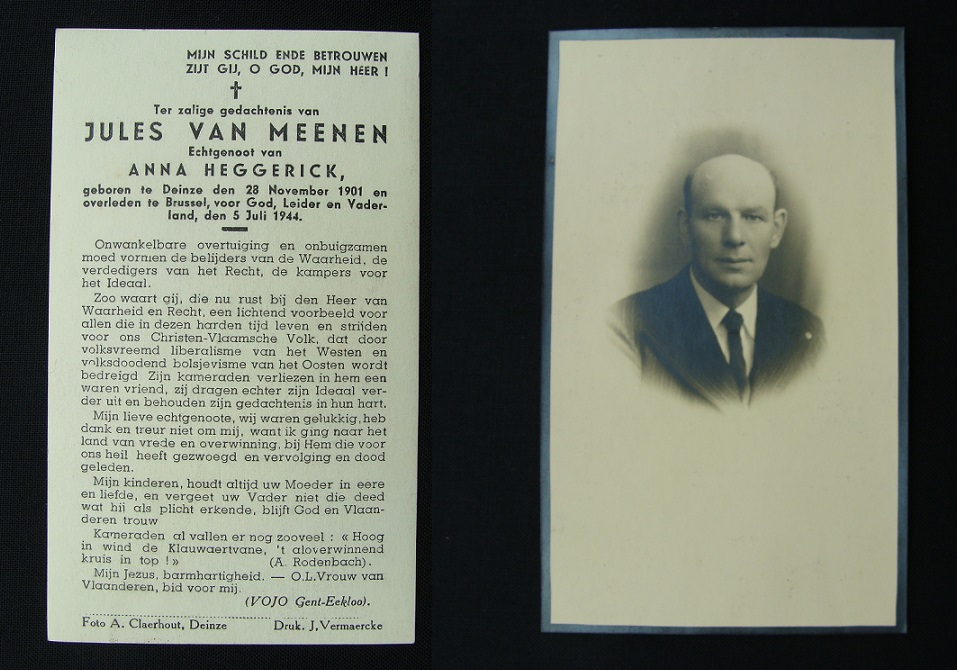 MIJN SCHILD ENDE BETROUWEN
ZIJT GIJ, O GOD, MIJN HEER !
Ter zalige gedachtenis van
JULES VAN MEENEN
Echtgenoot van
ANNA HEGGERICK,
geboren te Deinze den 28 November 1901 en
overleden te Brussel, voor God, Leider en Vader-
land, den 5 Juli 1944.
Onwankelbare overtuiging en onbuigzamen
moed vormen de belijders van de Waarheid, de
verdedigers van het Recht, de kampers voor
het Ideaal.
Zoo waart gij, die nu rust bij den Heer van
Waarheid en Recht, een lichtend voorbeeld voor
allen die in dezen harden tijd leven en strijden
voor ons Christen-Vlaamsche Volk, dat door
volksvreemd liberalisme van het Westen en
volksdoodend bolsjevisme van het Oosten wordt
bedreigd Zijn kameraden verliezen in hem een
waren vriend, zij dragen echter zijn Ideaal ver-
der uit en behouden zijn gedachtenis in hun hart.
Mijn lieve echtgenoote, wij waren gelukkig, heb
dank en treur niet om mij, want ik ging naar het
land van vrede en overwinning, bij Hem die voor
ons heil heeft gezwoegd en vervolging en dood
geleden.
Mijn kinderen, houdt altijd uw Moeder in eere
en liefde, en vergeet uw Vader niet die deed
wat hij als plicht erkende, blijft God en Vlaan-
deren trouw
Kameraden al vallen er nog zooveel : « Hoog
in wind de Klauwaertvane, 't aloverwinnend
kruis in top ! » (A. Rodenbach).
Mijn Jezus, barmhartigheid. — O.L.Vrouw van
Vlaanderen, bid voor mij.
(VOJO Gent-Eekloo).
Foto A. Claerhout, Deinze Druk. J. Vermaercke